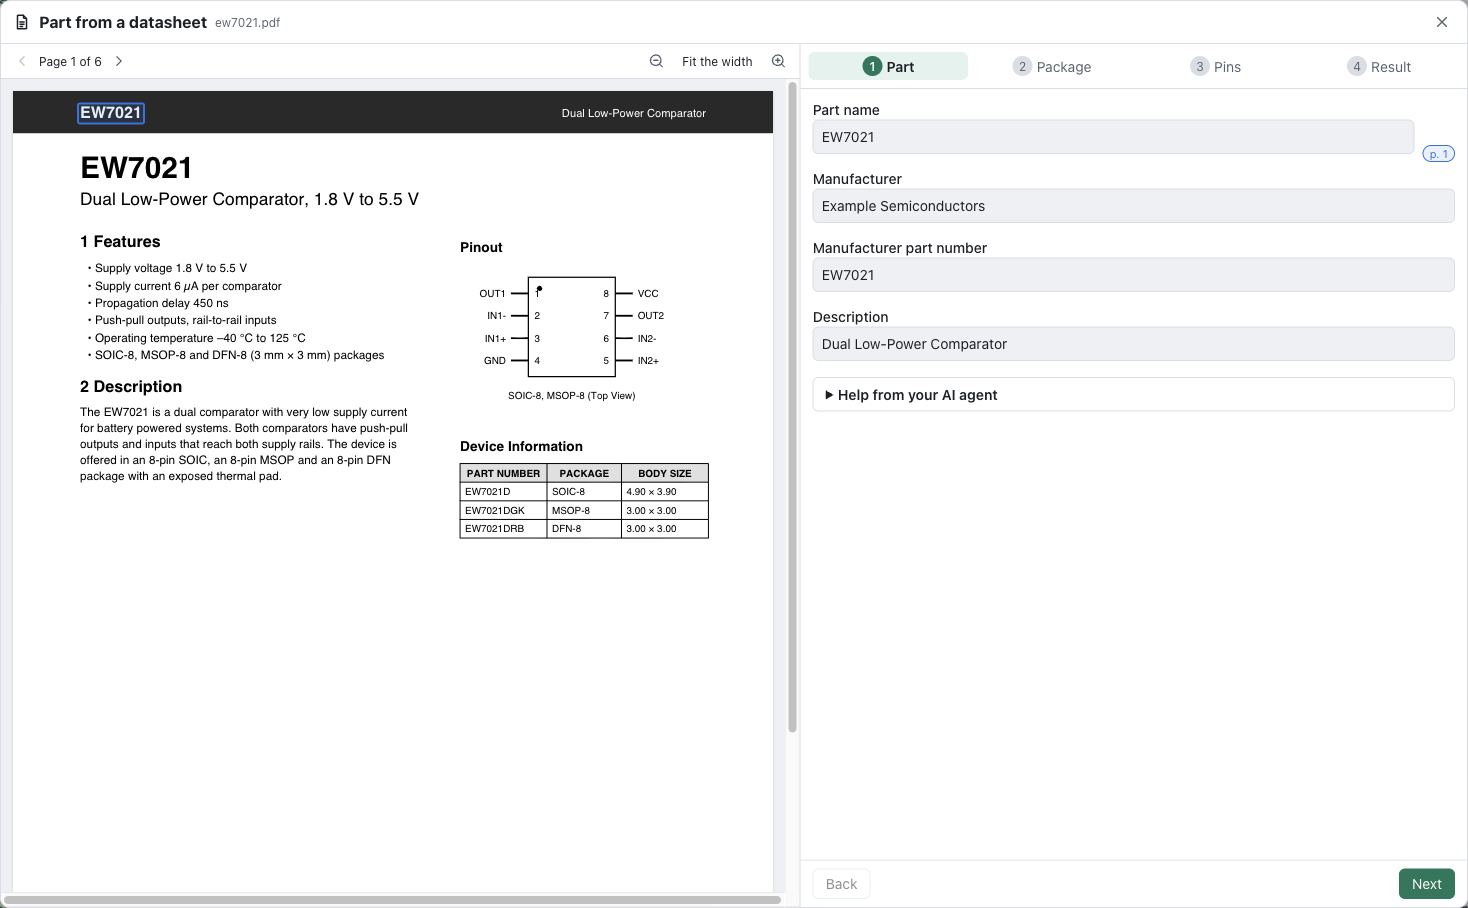 Part from a datasheet ew7021.pdf
Page 1 of 6
Fit the width
EW7021
Dual Low-Power Comparator
EW7021
Dual Low-Power Comparator, 1.8 V to 5.5 V
1 Features
• Supply voltage 1.8 V to 5.5 V
• Supply current 6 µA per comparator
• Propagation delay 450 ns
• Push-pull outputs, rail-to-rail inputs
• Operating temperature –40 °C to 125 °C
• SOIC-8, MSOP-8 and DFN-8 (3 mm × 3 mm) packages
2 Description
The EW7021 is a dual comparator with very low supply current
for battery powered systems. Both comparators have push-pull
outputs and inputs that reach both supply rails. The device is
offered in an 8-pin SOIC, an 8-pin MSOP and an 8-pin DFN
package with an exposed thermal pad.
Pinout
OUT1 1 8 VCC
IN1- 2 7 OUT2
IN1+ 3 6 IN2-
GND 4 5 IN2+
SOIC-8, MSOP-8 (Top View)
Device Information
PART NUMBER PACKAGE BODY SIZE
EW7021D SOIC-8 4.90 × 3.90
EW7021DGK MSOP-8 3.00 × 3.00
EW7021DRB DFN-8 3.00 × 3.00
1 Part 2 Package 3 Pins 4 Result
Part name
EW7021
p. 1
Manufacturer
Example Semiconductors
Manufacturer part number
EW7021
Description
Dual Low-Power Comparator
Help from your AI agent
Back Next